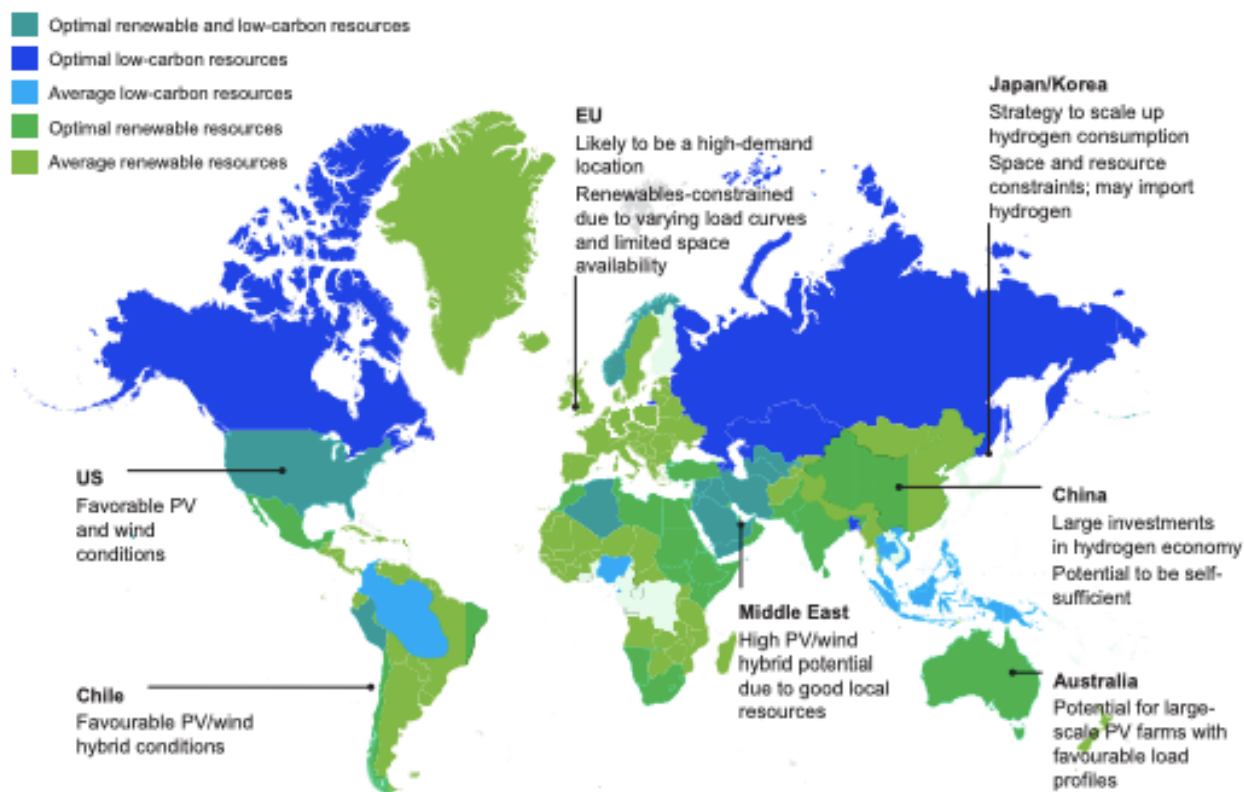 Optimal renewable and low-carbon resources
Optimal low-carbon resources
Average low-carbon resources
Optimal renewable resources
Average renewable resources
EU
Likely to be a high-demand
location
Renewables-constrained
due to varying load curves
and limited space
availability
Japan/Korea
Strategy to scale up
hydrogen consumption
Space and resource
constraints; may import
hydrogen
US
Favorable PV
and wind
conditions
China
Large investments
in hydrogen economy
Potential to be self-
sufficient
Middle East
High PV/wind
hybrid potential
due to good local
resources
Chile
Favourable PV/wind
hybrid conditions
Australia
Potential for large-
scale PV farms with
favourable load
profiles